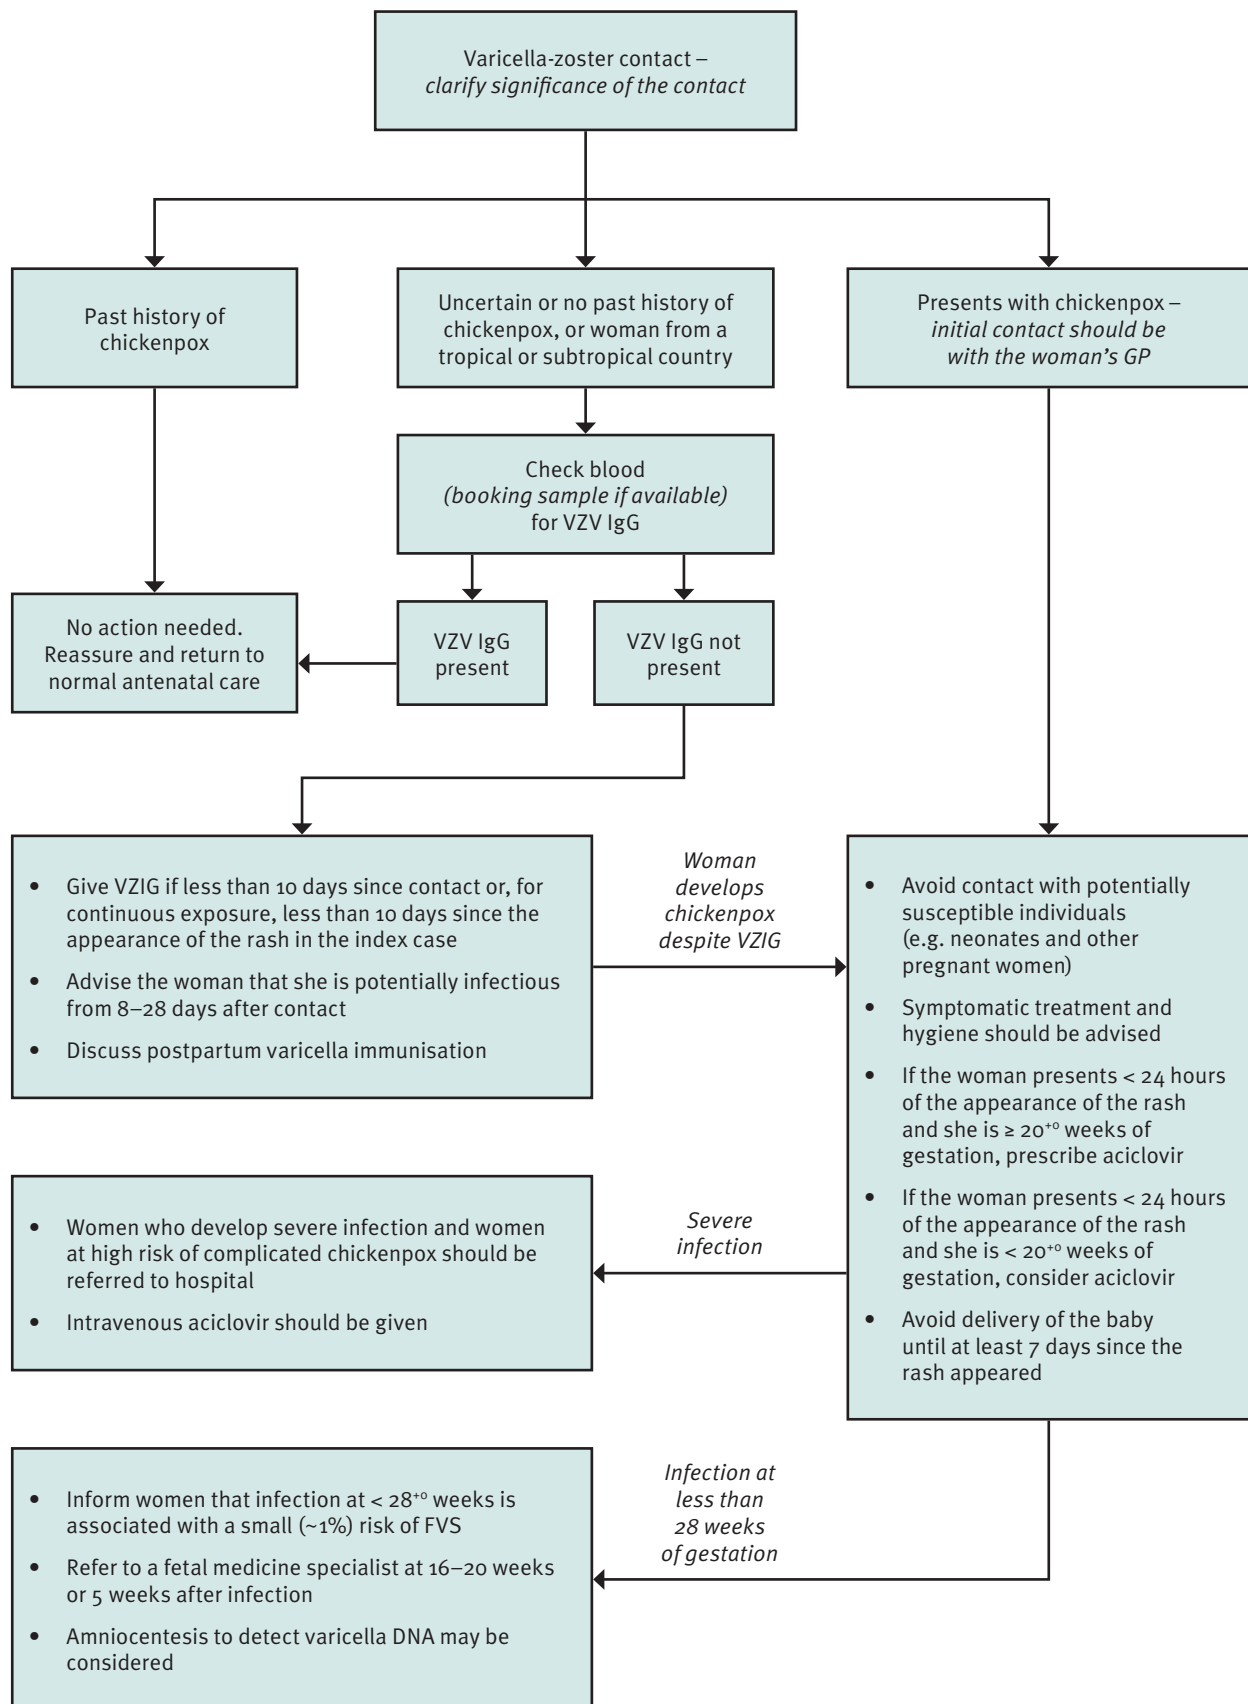 Varicella-zoster contact –
clarify significance of the contact
Past history of
chickenpox
Uncertain or no past history of
chickenpox, or woman from a
tropical or subtropical country
Presents with chickenpox –
initial contact should be
with the woman’s GP
Check blood
(booking sample if available)
for VZV IgG
No action needed.
Reassure and return to
normal antenatal care
VZV IgG
present
VZV IgG not
present
• Give VZIG if less than 10 days since contact or, for
continuous exposure, less than 10 days since the
appearance of the rash in the index case
• Advise the woman that she is potentially infectious
from 8–28 days after contact
• Discuss postpartum varicella immunisation
Woman
develops
chickenpox
despite VZIG
• Avoid contact with potentially
susceptible individuals
(e.g. neonates and other
pregnant women)
• Symptomatic treatment and
hygiene should be advised
• If the woman presents < 24 hours
of the appearance of the rash
and she is ≥ 20⁺⁰ weeks of
gestation, prescribe aciclovir
• If the woman presents < 24 hours
of the appearance of the rash
and she is < 20⁺⁰ weeks of
gestation, consider aciclovir
• Avoid delivery of the baby
until at least 7 days since the
rash appeared
• Women who develop severe infection and women
at high risk of complicated chickenpox should be
referred to hospital
• Intravenous aciclovir should be given
Severe
infection
• Inform women that infection at < 28⁺⁰ weeks is
associated with a small (~1%) risk of FVS
• Refer to a fetal medicine specialist at 16–20 weeks
or 5 weeks after infection
• Amniocentesis to detect varicella DNA may be
considered
Infection at
less than
28 weeks
of gestation